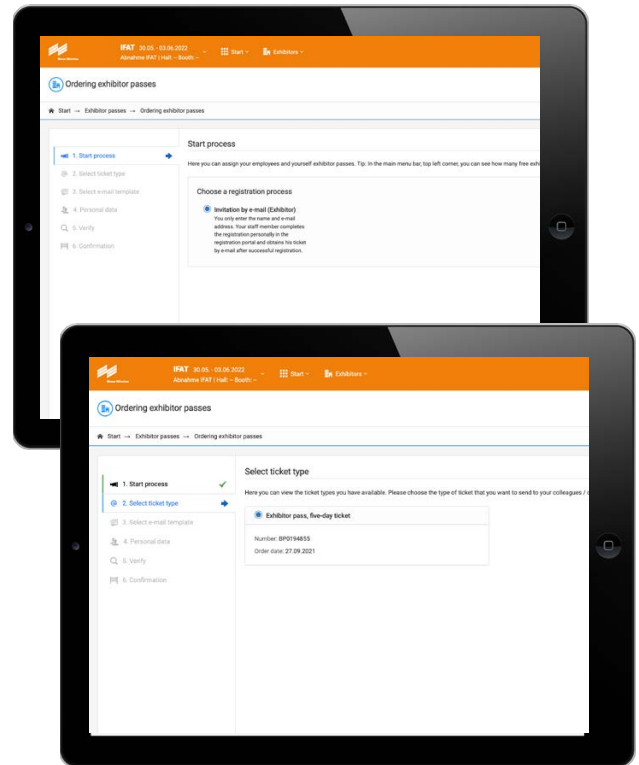 IFAT 30.05. - 03.06.2022
Abnahme IFAT | Hall: – Booth: –
Start
Exhibitors
Ordering exhibitor passes
Start → Exhibitor passes → Ordering exhibitor passes
1. Start process
2. Select ticket type
3. Select e-mail template
4. Personal data
5. Verify
6. Confirmation
Start process
Here you can assign your employees and yourself exhibitor passes. Tip: In the main menu bar, top left corner, you can see how many free
Choose a registration process
Invitation by e-mail (Exhibitor)
You only enter the name and e-mail
address. Your staff member completes
the registration personally in the
registration portal and obtains his ticket
by e-mail after successful registration.
IFAT 30.05. - 03.06.2022
Abnahme IFAT | Hall: – Booth: –
Start
Exhibitors
Ordering exhibitor passes
Start → Exhibitor passes → Ordering exhibitor passes
1. Start process
2. Select ticket type
3. Select e-mail template
4. Personal data
5. Verify
6. Confirmation
Select ticket type
Here you can view the ticket types you have available. Please choose the type of ticket that you want to send to your colleagues /
Exhibitor pass, five-day ticket
Number: BP0194855
Order date: 27.09.2021